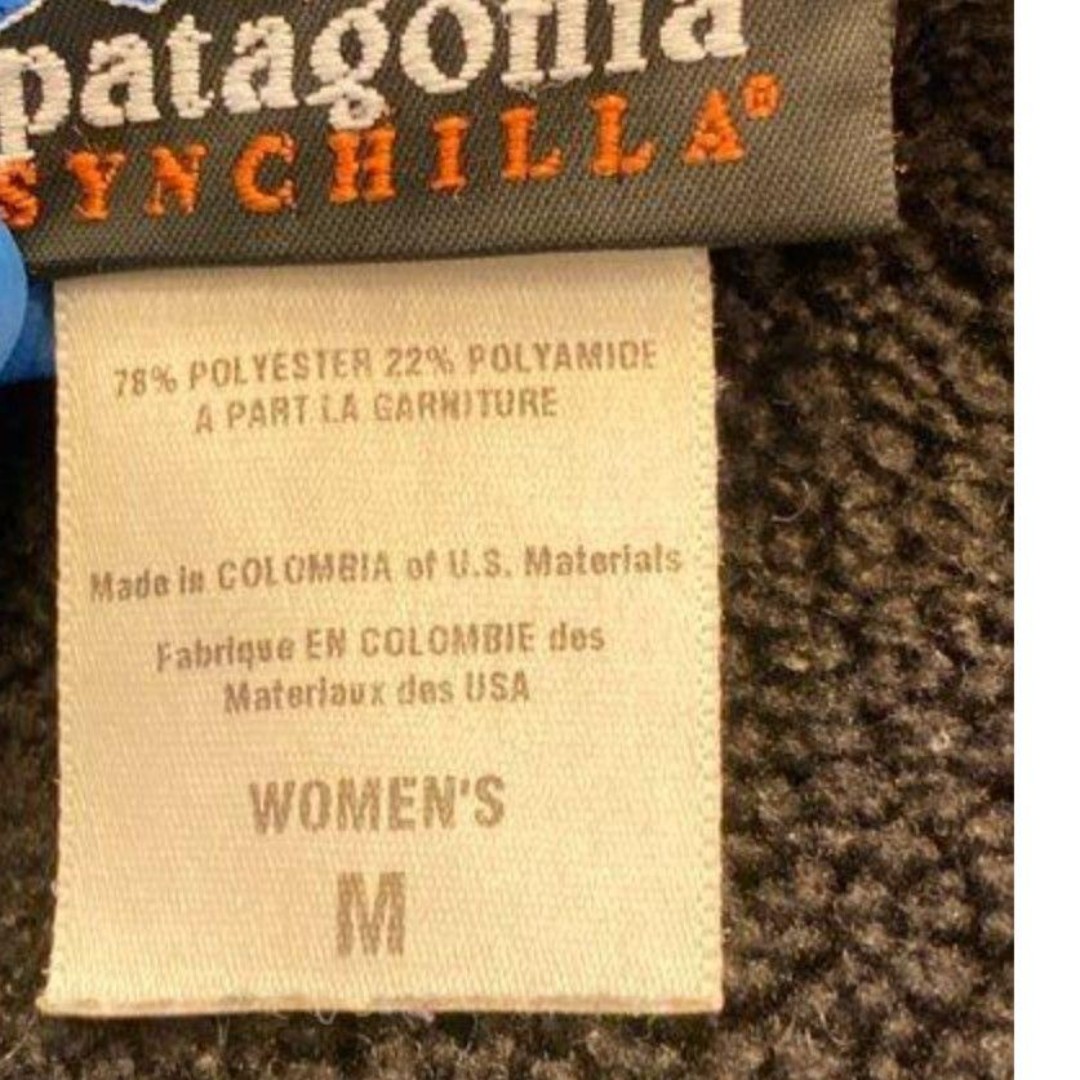 patagonia
SYNCHILLA®
78% POLYESTER 22% POLYAMIDE
A PART LA GARNITURE
Made in COLOMBIA of U.S. Materials
Fabrique EN COLOMBIE des
Materiaux des USA
WOMEN'S
M